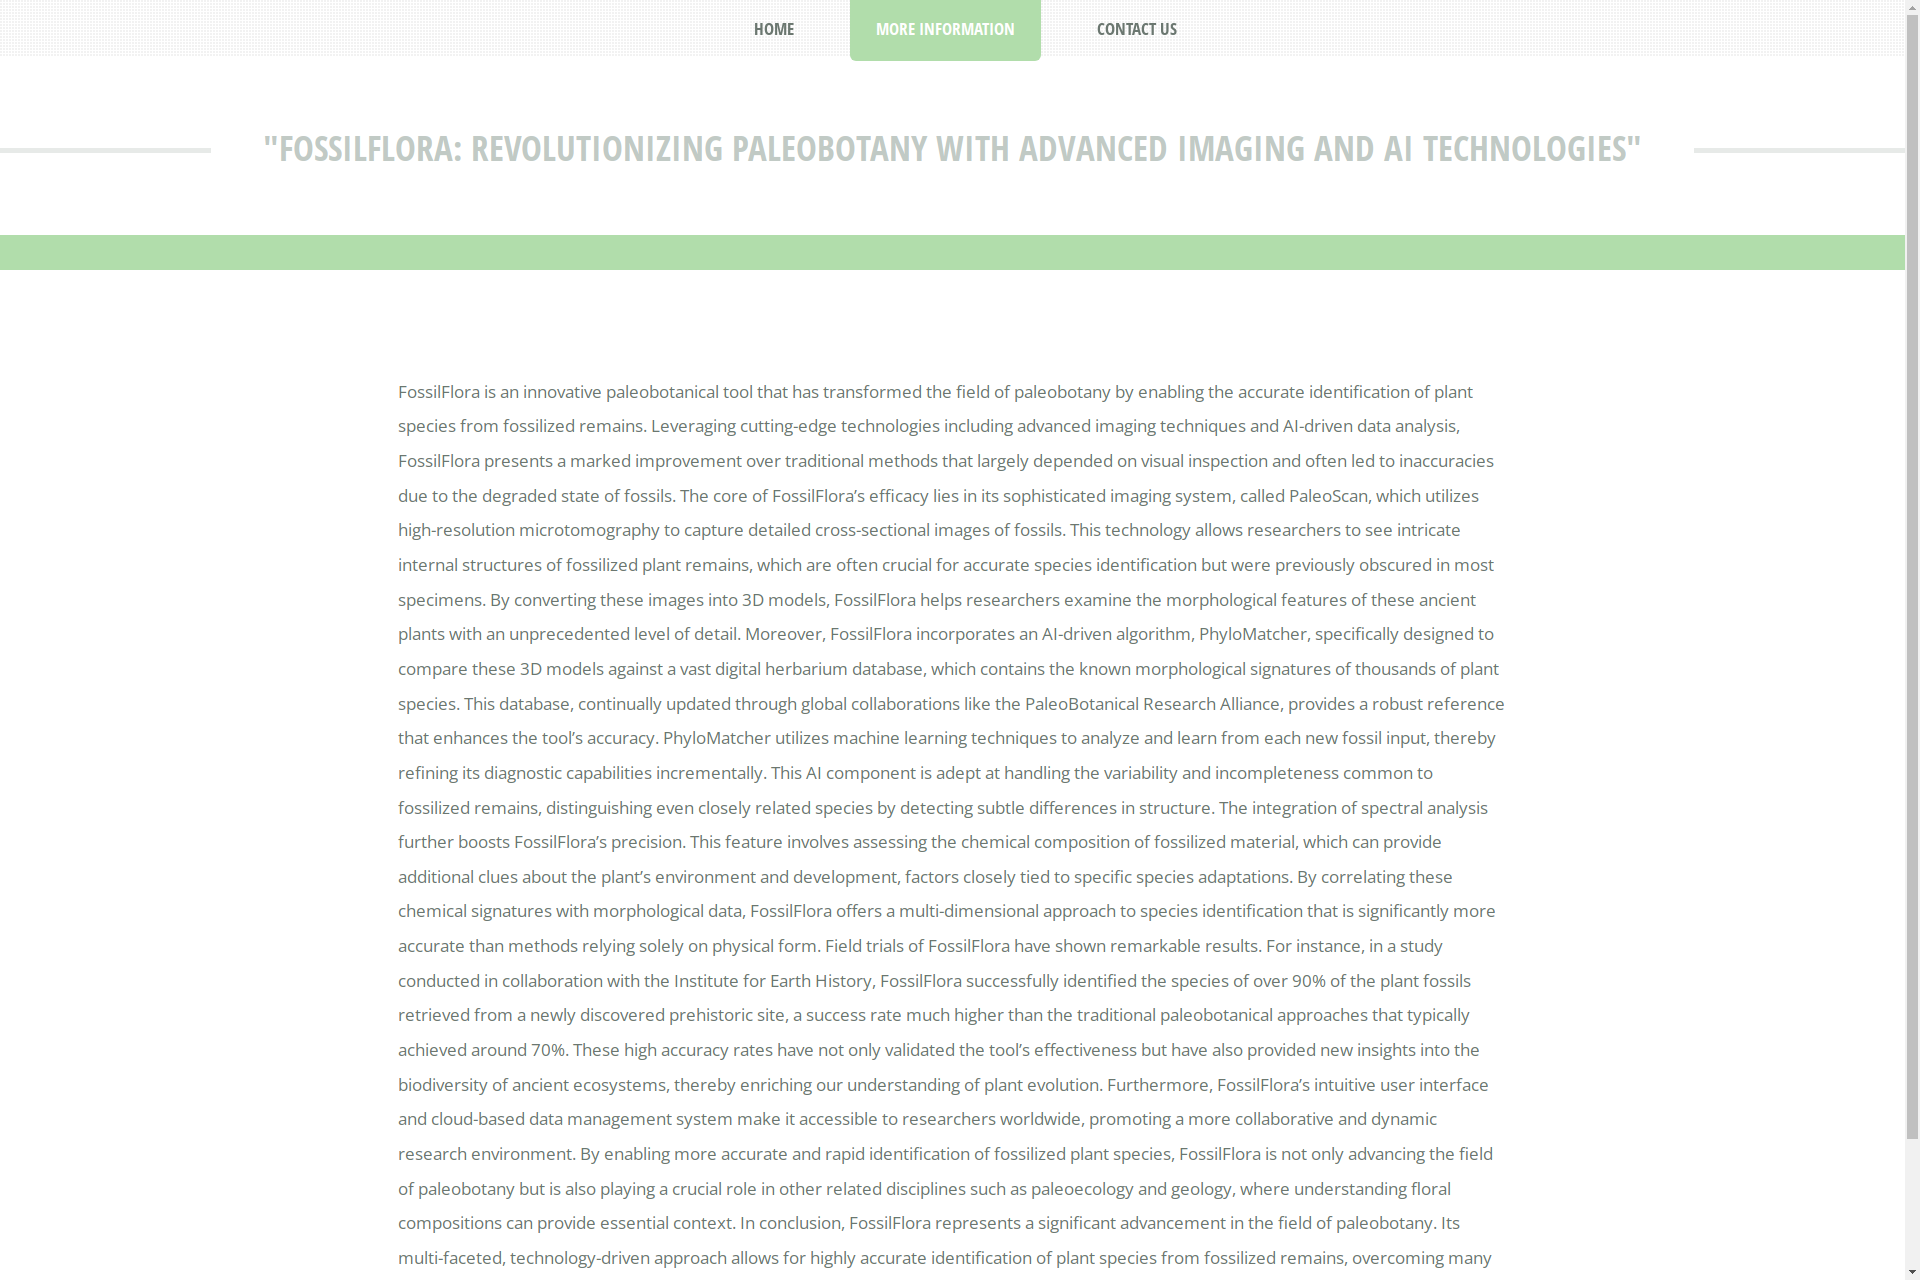 HOME
MORE INFORMATION
CONTACT US
"FOSSILFLORA: REVOLUTIONIZING PALEOBOTANY WITH ADVANCED IMAGING AND AI TECHNOLOGIES"
FossilFlora is an innovative paleobotanical tool that has transformed the field of paleobotany by enabling the accurate identification of plant
species from fossilized remains. Leveraging cutting-edge technologies including advanced imaging techniques and AI-driven data analysis,
FossilFlora presents a marked improvement over traditional methods that largely depended on visual inspection and often led to inaccuracies
due to the degraded state of fossils. The core of FossilFlora’s efficacy lies in its sophisticated imaging system, called PaleoScan, which utilizes
high-resolution microtomography to capture detailed cross-sectional images of fossils. This technology allows researchers to see intricate
internal structures of fossilized plant remains, which are often crucial for accurate species identification but were previously obscured in most
specimens. By converting these images into 3D models, FossilFlora helps researchers examine the morphological features of these ancient
plants with an unprecedented level of detail. Moreover, FossilFlora incorporates an AI-driven algorithm, PhyloMatcher, specifically designed to
compare these 3D models against a vast digital herbarium database, which contains the known morphological signatures of thousands of plant
species. This database, continually updated through global collaborations like the PaleoBotanical Research Alliance, provides a robust reference
that enhances the tool’s accuracy. PhyloMatcher utilizes machine learning techniques to analyze and learn from each new fossil input, thereby
refining its diagnostic capabilities incrementally. This AI component is adept at handling the variability and incompleteness common to
fossilized remains, distinguishing even closely related species by detecting subtle differences in structure. The integration of spectral analysis
further boosts FossilFlora’s precision. This feature involves assessing the chemical composition of fossilized material, which can provide
additional clues about the plant’s environment and development, factors closely tied to specific species adaptations. By correlating these
chemical signatures with morphological data, FossilFlora offers a multi-dimensional approach to species identification that is significantly more
accurate than methods relying solely on physical form. Field trials of FossilFlora have shown remarkable results. For instance, in a study
conducted in collaboration with the Institute for Earth History, FossilFlora successfully identified the species of over 90% of the plant fossils
retrieved from a newly discovered prehistoric site, a success rate much higher than the traditional paleobotanical approaches that typically
achieved around 70%. These high accuracy rates have not only validated the tool’s effectiveness but have also provided new insights into the
biodiversity of ancient ecosystems, thereby enriching our understanding of plant evolution. Furthermore, FossilFlora’s intuitive user interface
and cloud-based data management system make it accessible to researchers worldwide, promoting a more collaborative and dynamic
research environment. By enabling more accurate and rapid identification of fossilized plant species, FossilFlora is not only advancing the field
of paleobotany but is also playing a crucial role in other related disciplines such as paleoecology and geology, where understanding floral
compositions can provide essential context. In conclusion, FossilFlora represents a significant advancement in the field of paleobotany. Its
multi-faceted, technology-driven approach allows for highly accurate identification of plant species from fossilized remains, overcoming many